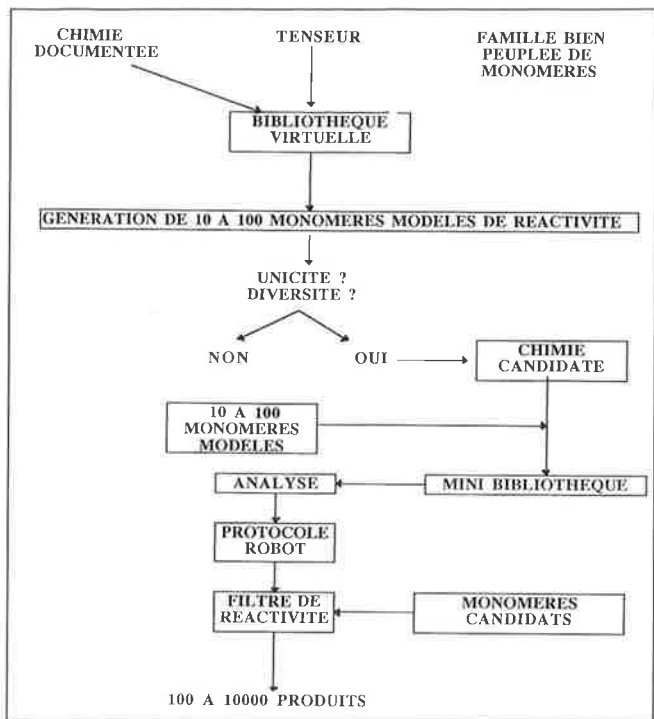 CHIMIE
DOCUMENTEE
TENSEUR
FAMILLE BIEN
PEUPLEE DE
MONOMERES
BIBLIOTHEQUE
VIRTUELLE
GENERATION DE 10 A 100 MONOMERES MODELES DE REACTIVITE
UNICITE ?
DIVERSITE ?
NON
OUI
CHIMIE
CANDIDATE
10 A 100
MONOMERES
MODELES
ANALYSE
MINI BIBLIOTHEQUE
PROTOCOLE
ROBOT
FILTRE DE
REACTIVITE
MONOMERES
CANDIDATS
100 A 10000 PRODUITS